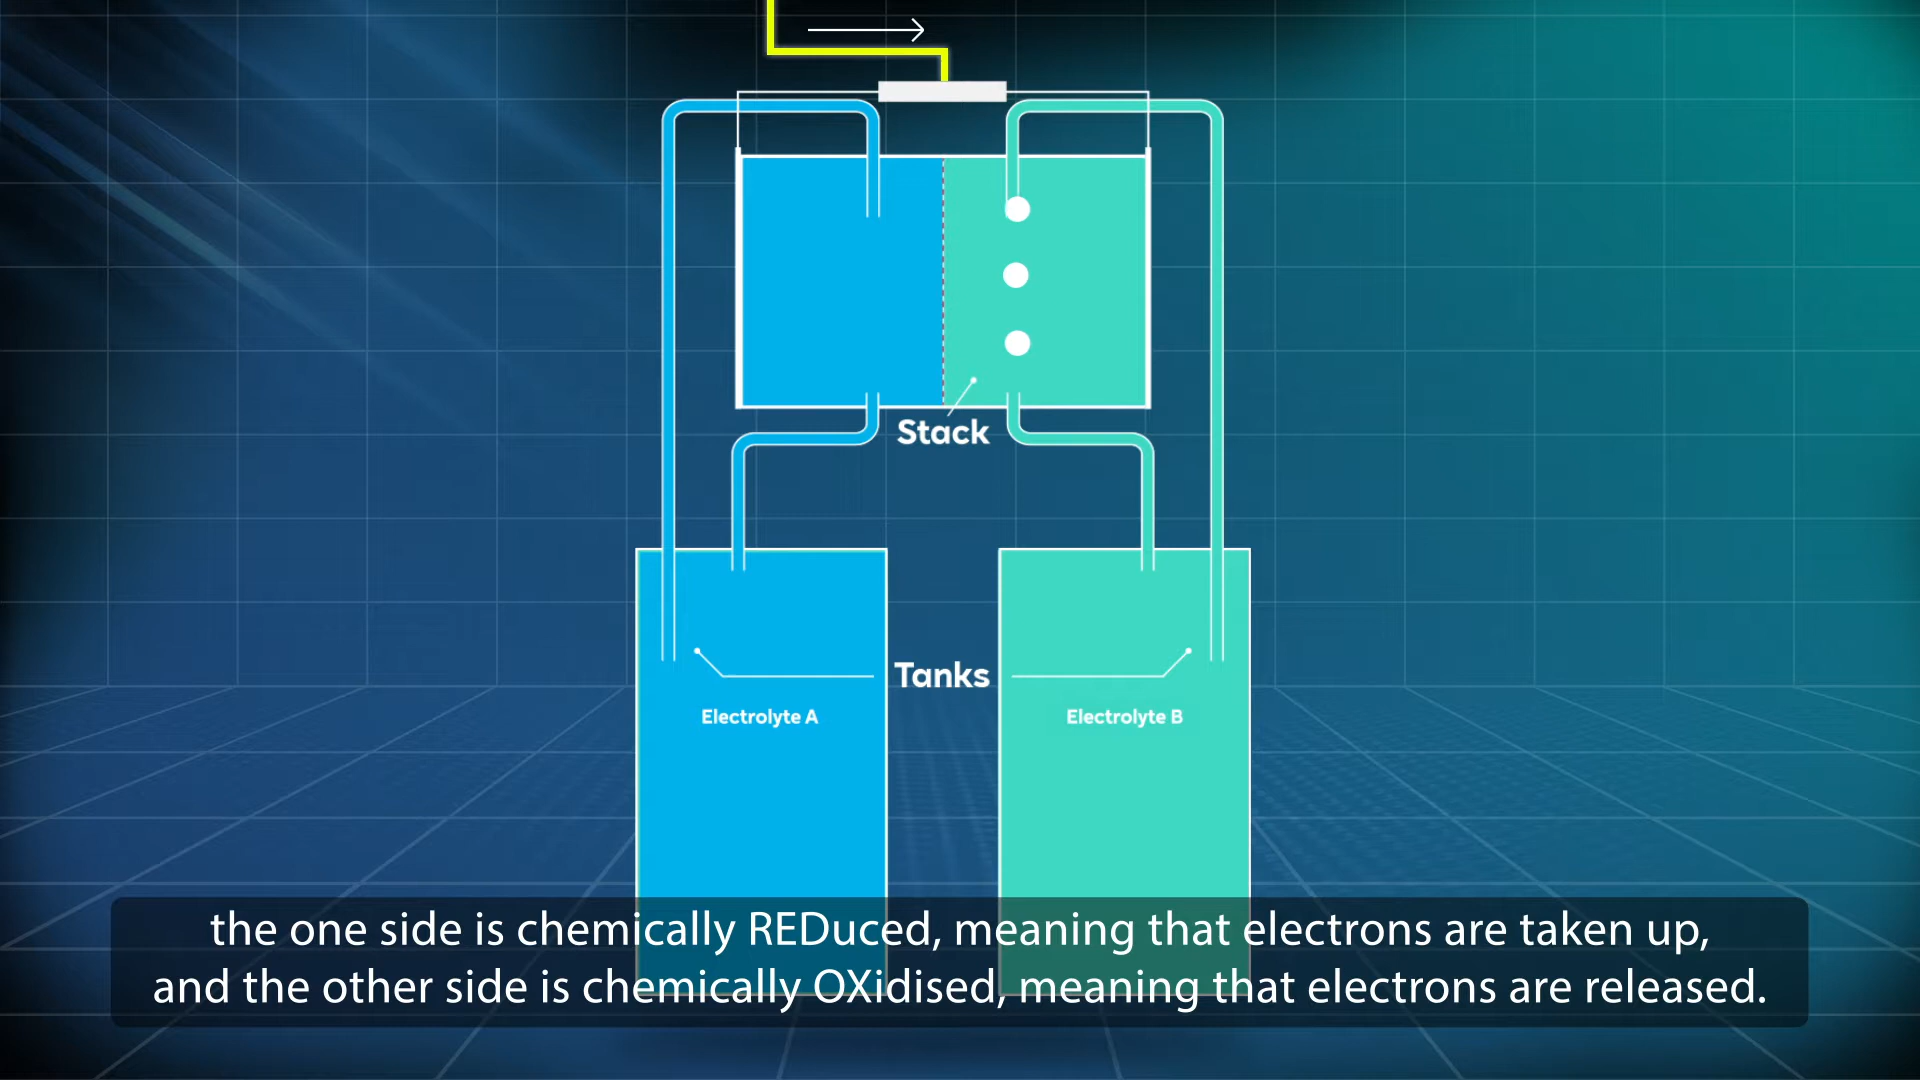 Stack
Tanks
Electrolyte A
Electrolyte B
the one side is chemically REDuced, meaning that electrons are taken up,
and the other side is chemically OXidised, meaning that electrons are released.